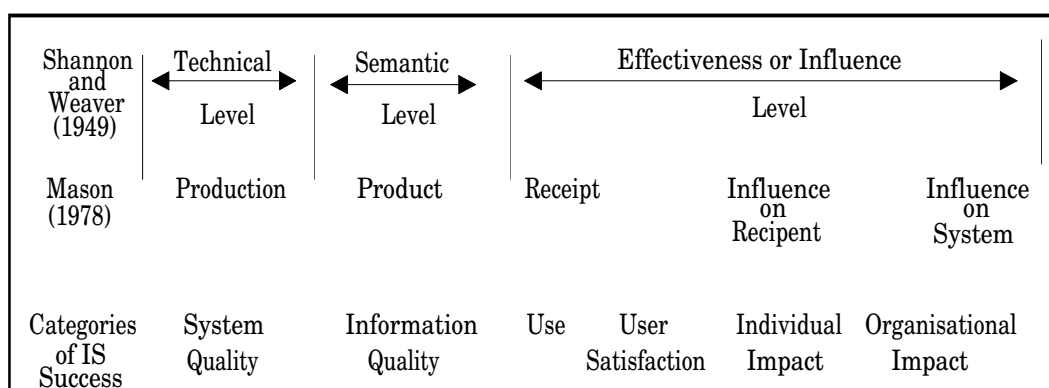 Shannon and Weaver (1949) Technical Level Semantic Level Effectiveness or Influence Level
Mason (1978) Production Product Receipt Influence on Recipent Influence on System
Categories of IS Success System Quality Information Quality Use User Satisfaction Individual Impact Organisational Impact